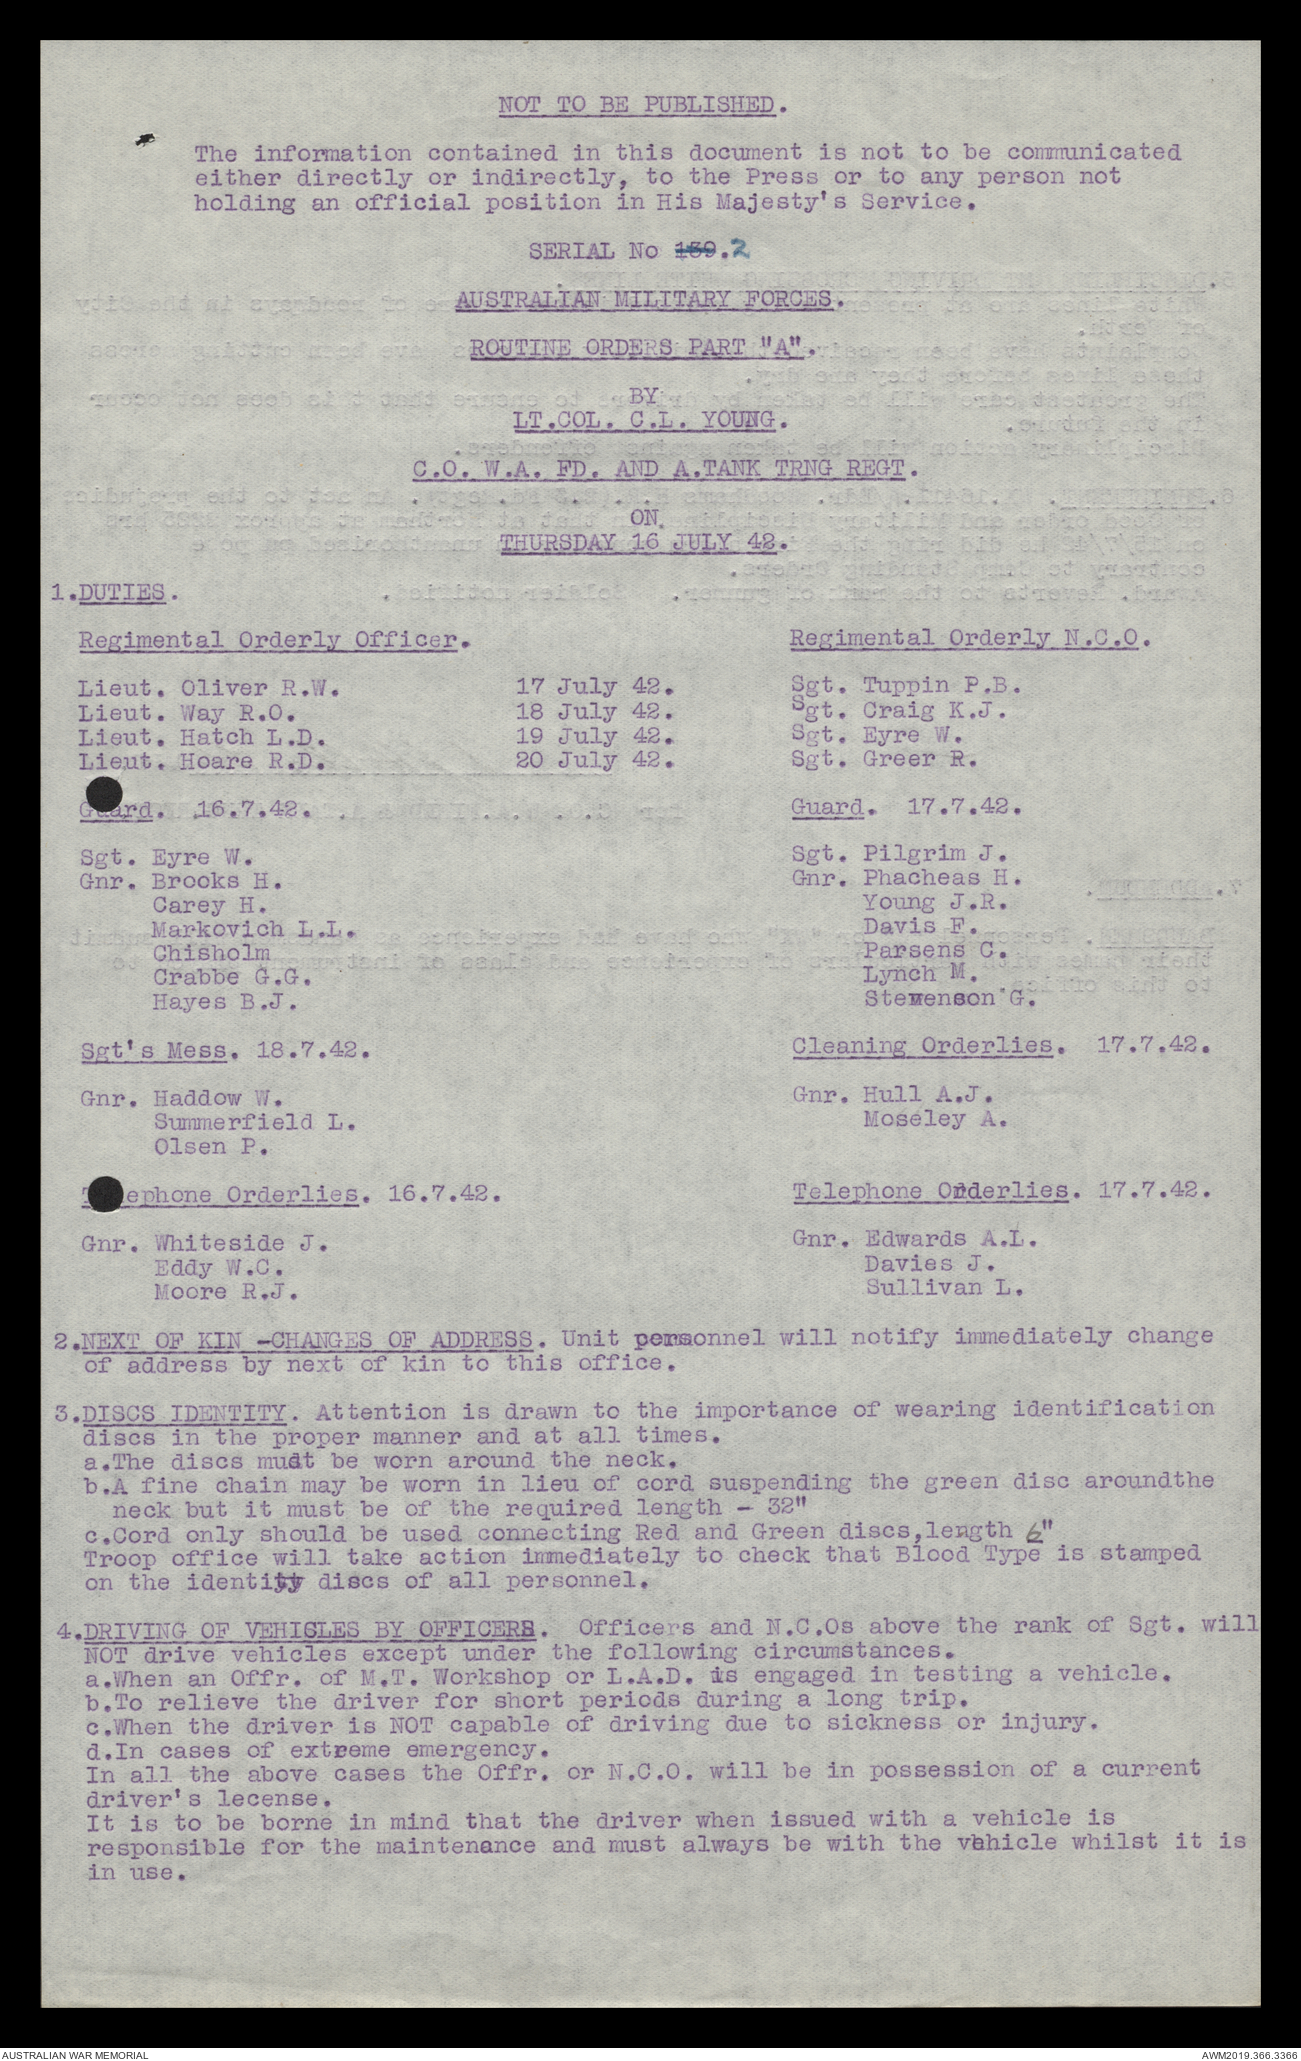 NOT TO BE PUBLISHED.
The information contained in this document is not to be communicated
either directly or indirectly, to the Press or to any person not
holding an official position in His Majesty's Service.
SERIAL No 139.2
AUSTRALIAN MILITARY FORCES.
ROUTINE ORDERS PART "A".
BY
LT.COL. C.L. YOUNG.
C.O. W.A. FD. AND A.TANK TRNG REGT.
ON
THURSDAY 16 JULY 42.
1.DUTIES.
Regimental Orderly Officer. Regimental Orderly N.C.O.
Lieut. Oliver R.W. 17 July 42. Sgt. Tuppin P.B.
Lieut. Way R.O. 18 July 42. Sgt. Craig K.J.
Lieut. Hatch L.D. 19 July 42. Sgt. Eyre W.
Lieut. Hoare R.D. 20 July 42. Sgt. Greer R.
Guard. 16.7.42. Guard. 17.7.42.
Sgt. Eyre W. Sgt. Pilgrim J.
Gnr. Brooks H. Gnr. Phacheas H.
Carey H. Young J.R.
Markovich L.L. Davis F.
Chisholm Parsens C.
Crabbe G.G. Lynch M.
Hayes B.J. Stevenson G.
Sgt's Mess. 18.7.42. Cleaning Orderlies. 17.7.42.
Gnr. Haddow W. Gnr. Hull A.J.
Summerfield L. Moseley A.
Olsen P.
Telephone Orderlies. 16.7.42. Telephone Orderlies. 17.7.42.
Gnr. Whiteside J. Gnr. Edwards A.L.
Eddy W.C. Davies J.
Moore R.J. Sullivan L.
2.NEXT OF KIN -CHANGES OF ADDRESS. Unit personnel will notify immediately change
of address by next of kin to this office.
3.DISCS IDENTITY. Attention is drawn to the importance of wearing identification
discs in the proper manner and at all times.
a.The discs must be worn around the neck.
b.A fine chain may be worn in lieu of cord suspending the green disc aroundthe
neck but it must be of the required length - 32"
c.Cord only should be used connecting Red and Green discs,length 6"
Troop office will take action immediately to check that Blood Type is stamped
on the identity discs of all personnel.
4.DRIVING OF VEHICLES BY OFFICERS. Officers and N.C.Os above the rank of Sgt. will
NOT drive vehicles except under the following circumstances.
a.When an Offr. of M.T. Workshop or L.A.D. is engaged in testing a vehicle.
b.To relieve the driver for short periods during a long trip.
c.When the driver is NOT capable of driving due to sickness or injury.
d.In cases of extreme emergency.
In all the above cases the Offr. or N.C.O. will be in possession of a current
driver's lecense.
It is to be borne in mind that the driver when issued with a vehicle is
responsible for the maintenance and must always be with the vehicle whilst it is
in use.
AUSTRALIAN WAR MEMORIAL AWM2019.366.3366